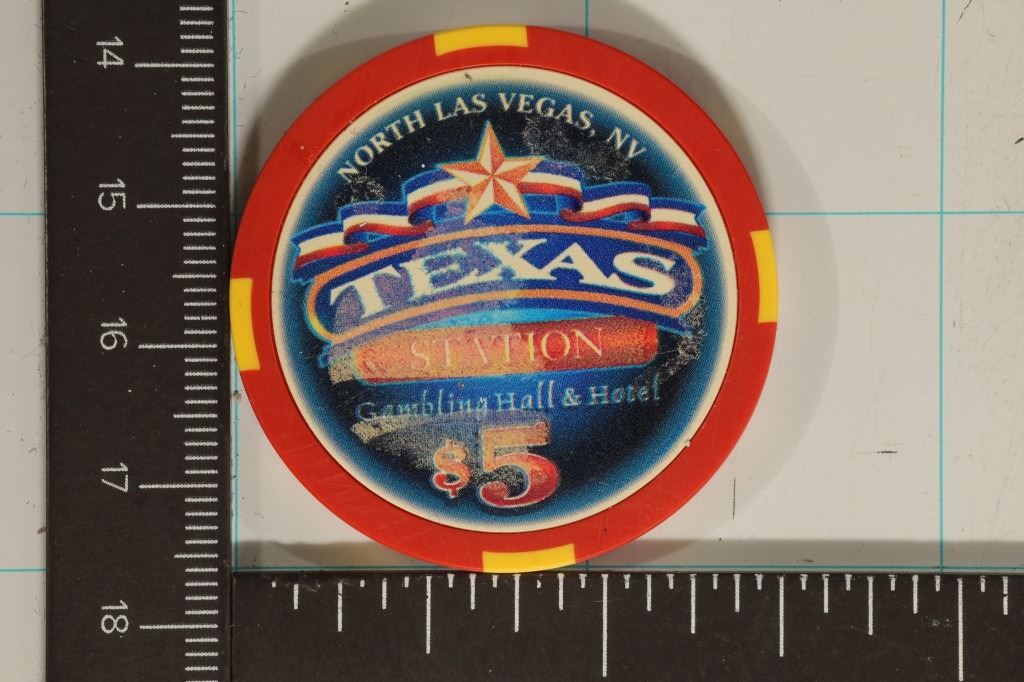 NORTH LAS VEGAS, NV
TEXAS
STATION
Gambling Hall & Hotel
$5
14
15
16
17
18